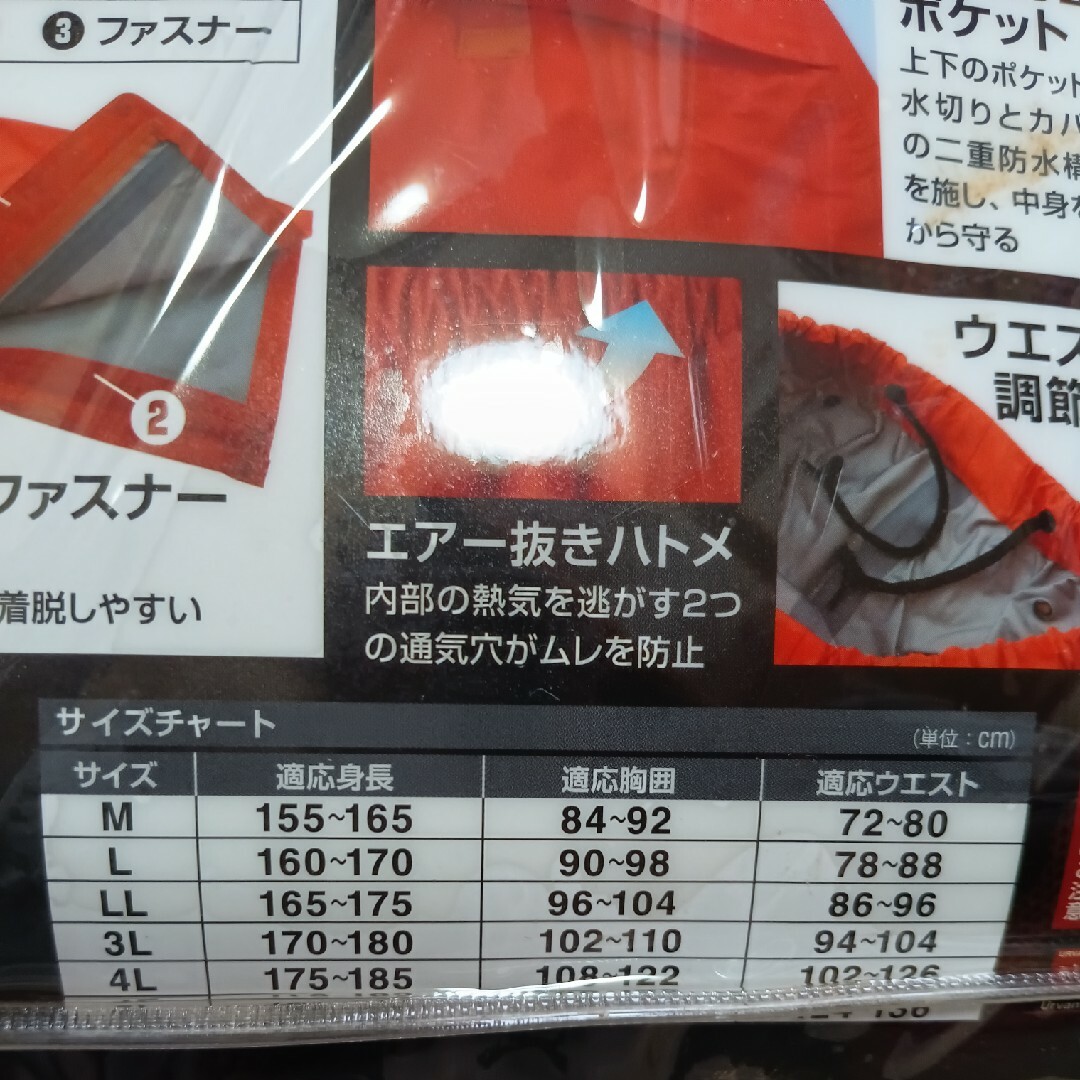 ❸ ファスナー
❷
ファスナー
着脱しやすい
ポケット
上下のポケット
水切りとカバ
の二重防水構
を施し、中身を
から守る
エアー抜きハトメ
内部の熱気を逃がす2つ
の通気穴がムレを防止
ウエス
調節
サイズチャート (単位:cm)
サイズ 適応身長 適応胸囲 適応ウエスト
M 155~165 84~92 72~80
L 160~170 90~98 78~88
LL 165~175 96~104 86~96
3L 170~180 102~110 94~104
4L 175~185 108~122 102~126